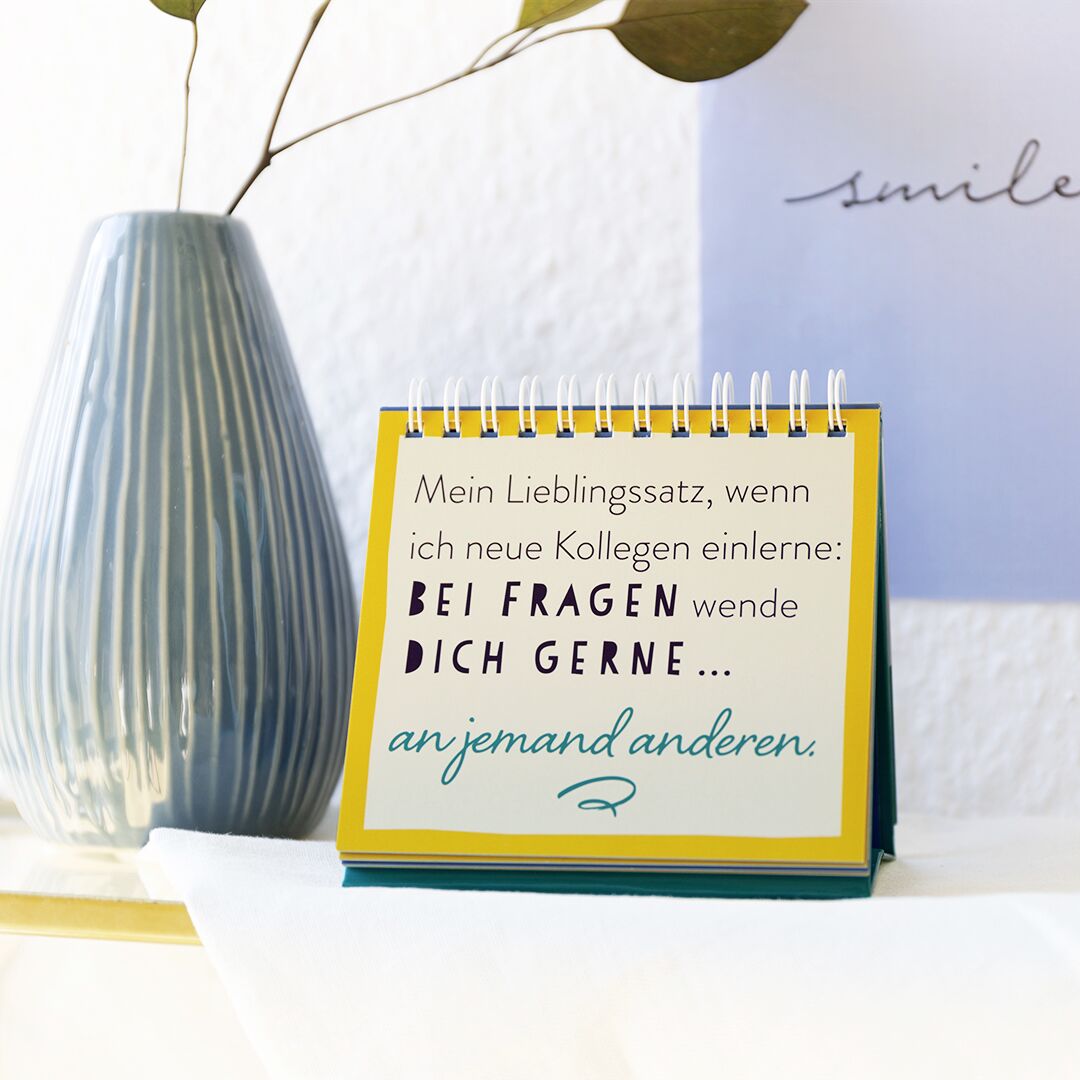 smile
Mein Lieblingssatz, wenn
ich neue Kollegen einlerne:
BEI FRAGEN wende
DICH GERNE...
an jemand anderen.